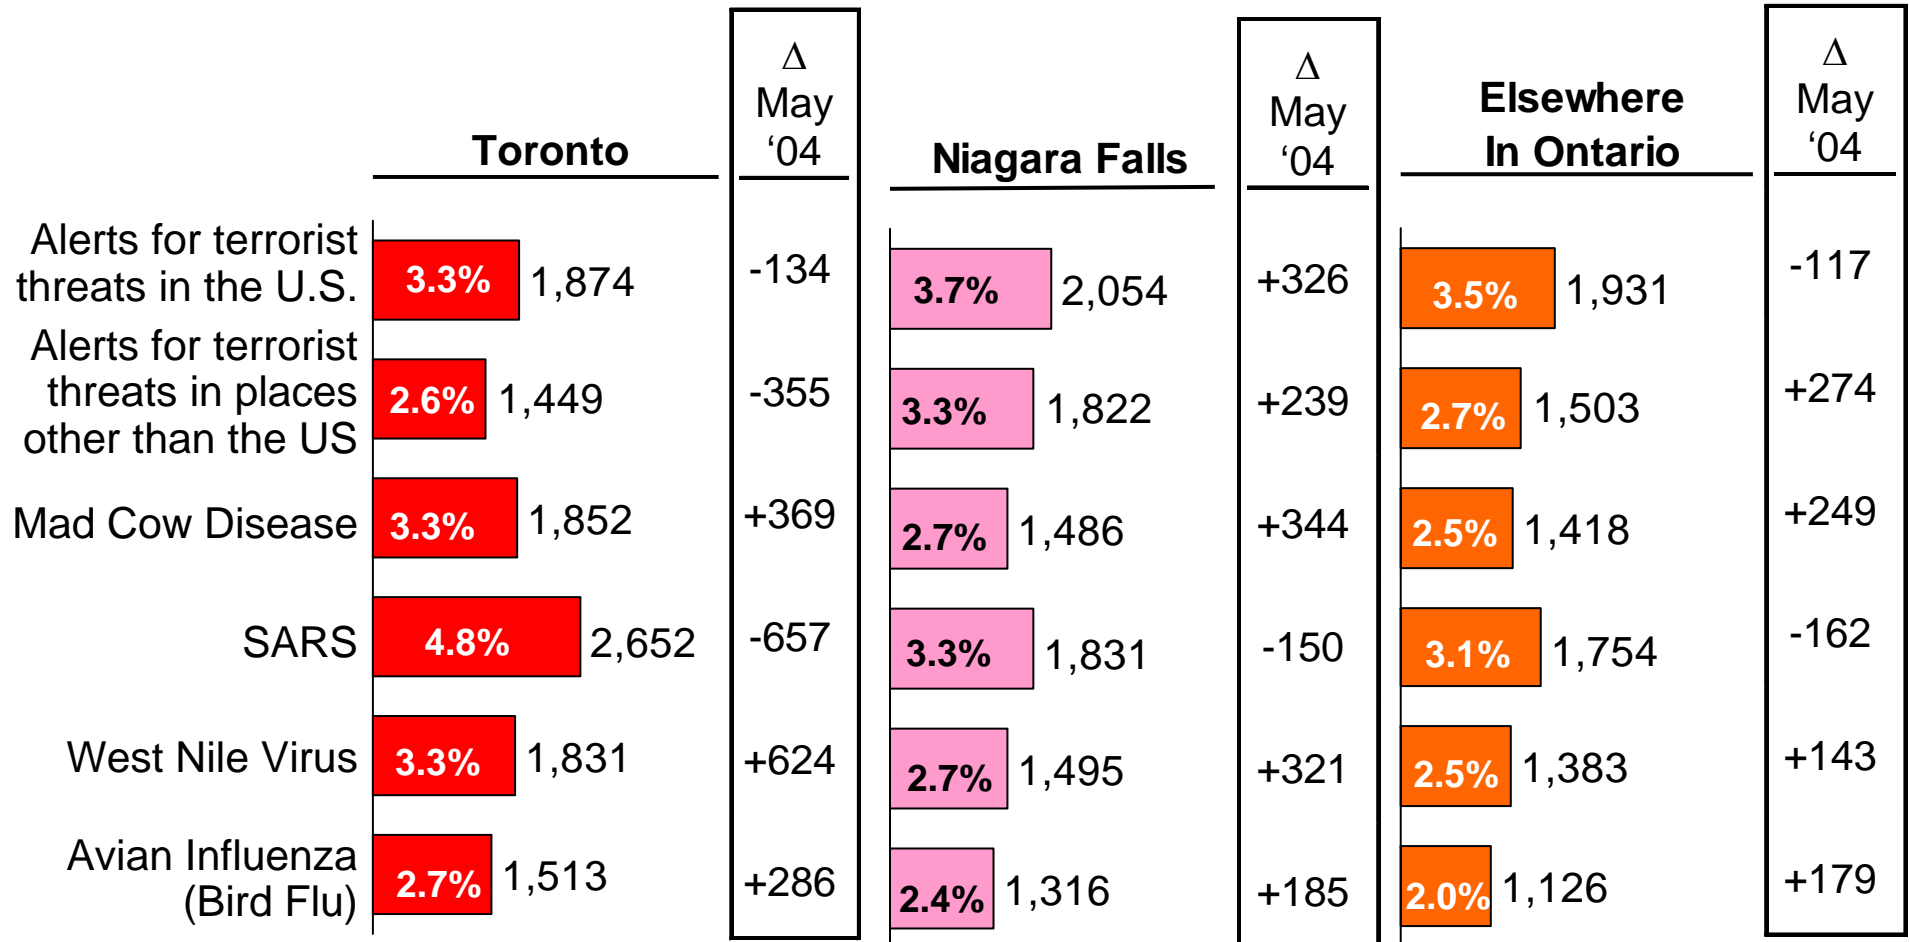 Toronto
Δ
May
‘04
Niagara Falls
Δ
May
‘04
Elsewhere
In Ontario
Δ
May
‘04
Alerts for terrorist
threats in the U.S.
3.3% 1,874 -134 3.7% 2,054 +326 3.5% 1,931 -117
Alerts for terrorist
threats in places
other than the US
2.6% 1,449 -355 3.3% 1,822 +239 2.7% 1,503 +274
Mad Cow Disease 3.3% 1,852 +369 2.7% 1,486 +344 2.5% 1,418 +249
SARS 4.8% 2,652 -657 3.3% 1,831 -150 3.1% 1,754 -162
West Nile Virus 3.3% 1,831 +624 2.7% 1,495 +321 2.5% 1,383 +143
Avian Influenza
(Bird Flu)
2.7% 1,513 +286 2.4% 1,316 +185 2.0% 1,126 +179